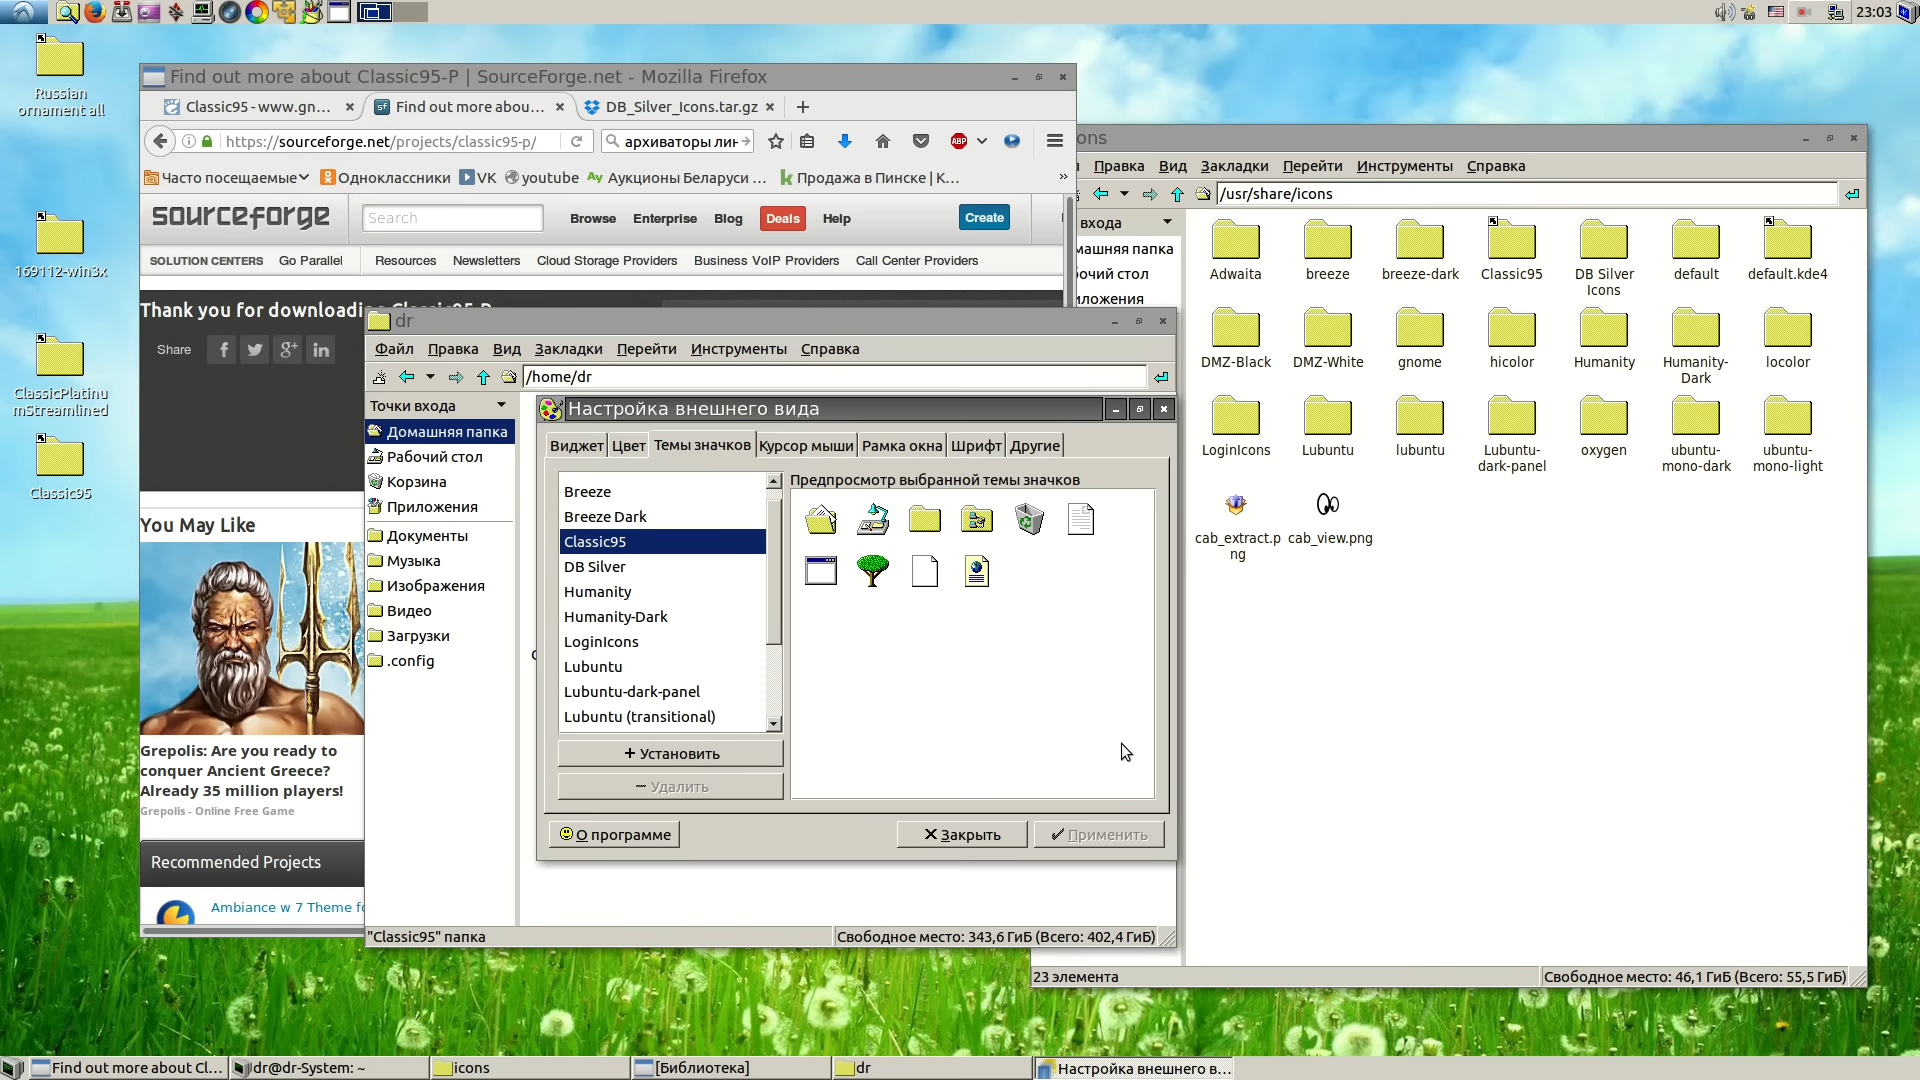 23:03
Russian ornament all
169112-win3x
ClassicPlatinu
mStreamlined
Classic95
Find out more about Classic95-P | SourceForge.net - Mozilla Firefox
Classic95 - www.gn...
Find out more abou...
DB_Silver_Icons.tar.gz
https://sourceforge.net/projects/classic95-p/
архиваторы лин
ABP
Часто посещаемые
Одноклассники
VK
youtube
Аукционы Беларуси ...
Продажа в Пинске | К...
sourceforge
Search
Browse
Enterprise
Blog
Deals
Help
Create
SOLUTION CENTERS
Go Parallel
Resources
Newsletters
Cloud Storage Providers
Business VoIP Providers
Call Center Providers
Thank you for downloading Classic95-P
Share
You May Like
Grepolis: Are you ready to
conquer Ancient Greece?
Already 35 million players!
Grepolis - Online Free Game
Recommended Projects
Ambiance w 7 Theme fo
dr
Файл
Правка
Вид
Закладки
Перейти
Инструменты
Справка
/home/dr
Точки входа
Домашняя папка
Рабочий стол
Корзина
Приложения
Документы
Музыка
Изображения
Видео
Загрузки
.config
"Classic95" папка
Свободное место: 343,6 ГиБ (Всего: 402,4 ГиБ)
Настройка внешнего вида
Виджет
Цвет
Темы значков
Курсор мыши
Рамка окна
Шрифт
Другие
Breeze
Breeze Dark
Classic95
DB Silver
Humanity
Humanity-Dark
LoginIcons
Lubuntu
Lubuntu-dark-panel
Lubuntu (transitional)
Установить
Удалить
Предпросмотр выбранной темы значков
О программе
Закрыть
Применить
ons
Правка
Вид
Закладки
Перейти
Инструменты
Справка
/usr/share/icons
входа
машняя папка
бочий стол
иложения
Adwaita
breeze
breeze-dark
Classic95
DB Silver Icons
default
default.kde4
DMZ-Black
DMZ-White
gnome
hicolor
Humanity
Humanity-Dark
locolor
LoginIcons
Lubuntu
lubuntu
Lubuntu-dark-panel
oxygen
ubuntu-mono-dark
ubuntu-mono-light
cab_extract.p
ng
cab_view.png
23 элемента
Свободное место: 46,1 ГиБ (Всего: 55,5 ГиБ)
Find out more about Cl...
dr@dr-System: ~
icons
[Библиотека]
dr
Настройка внешнего в...